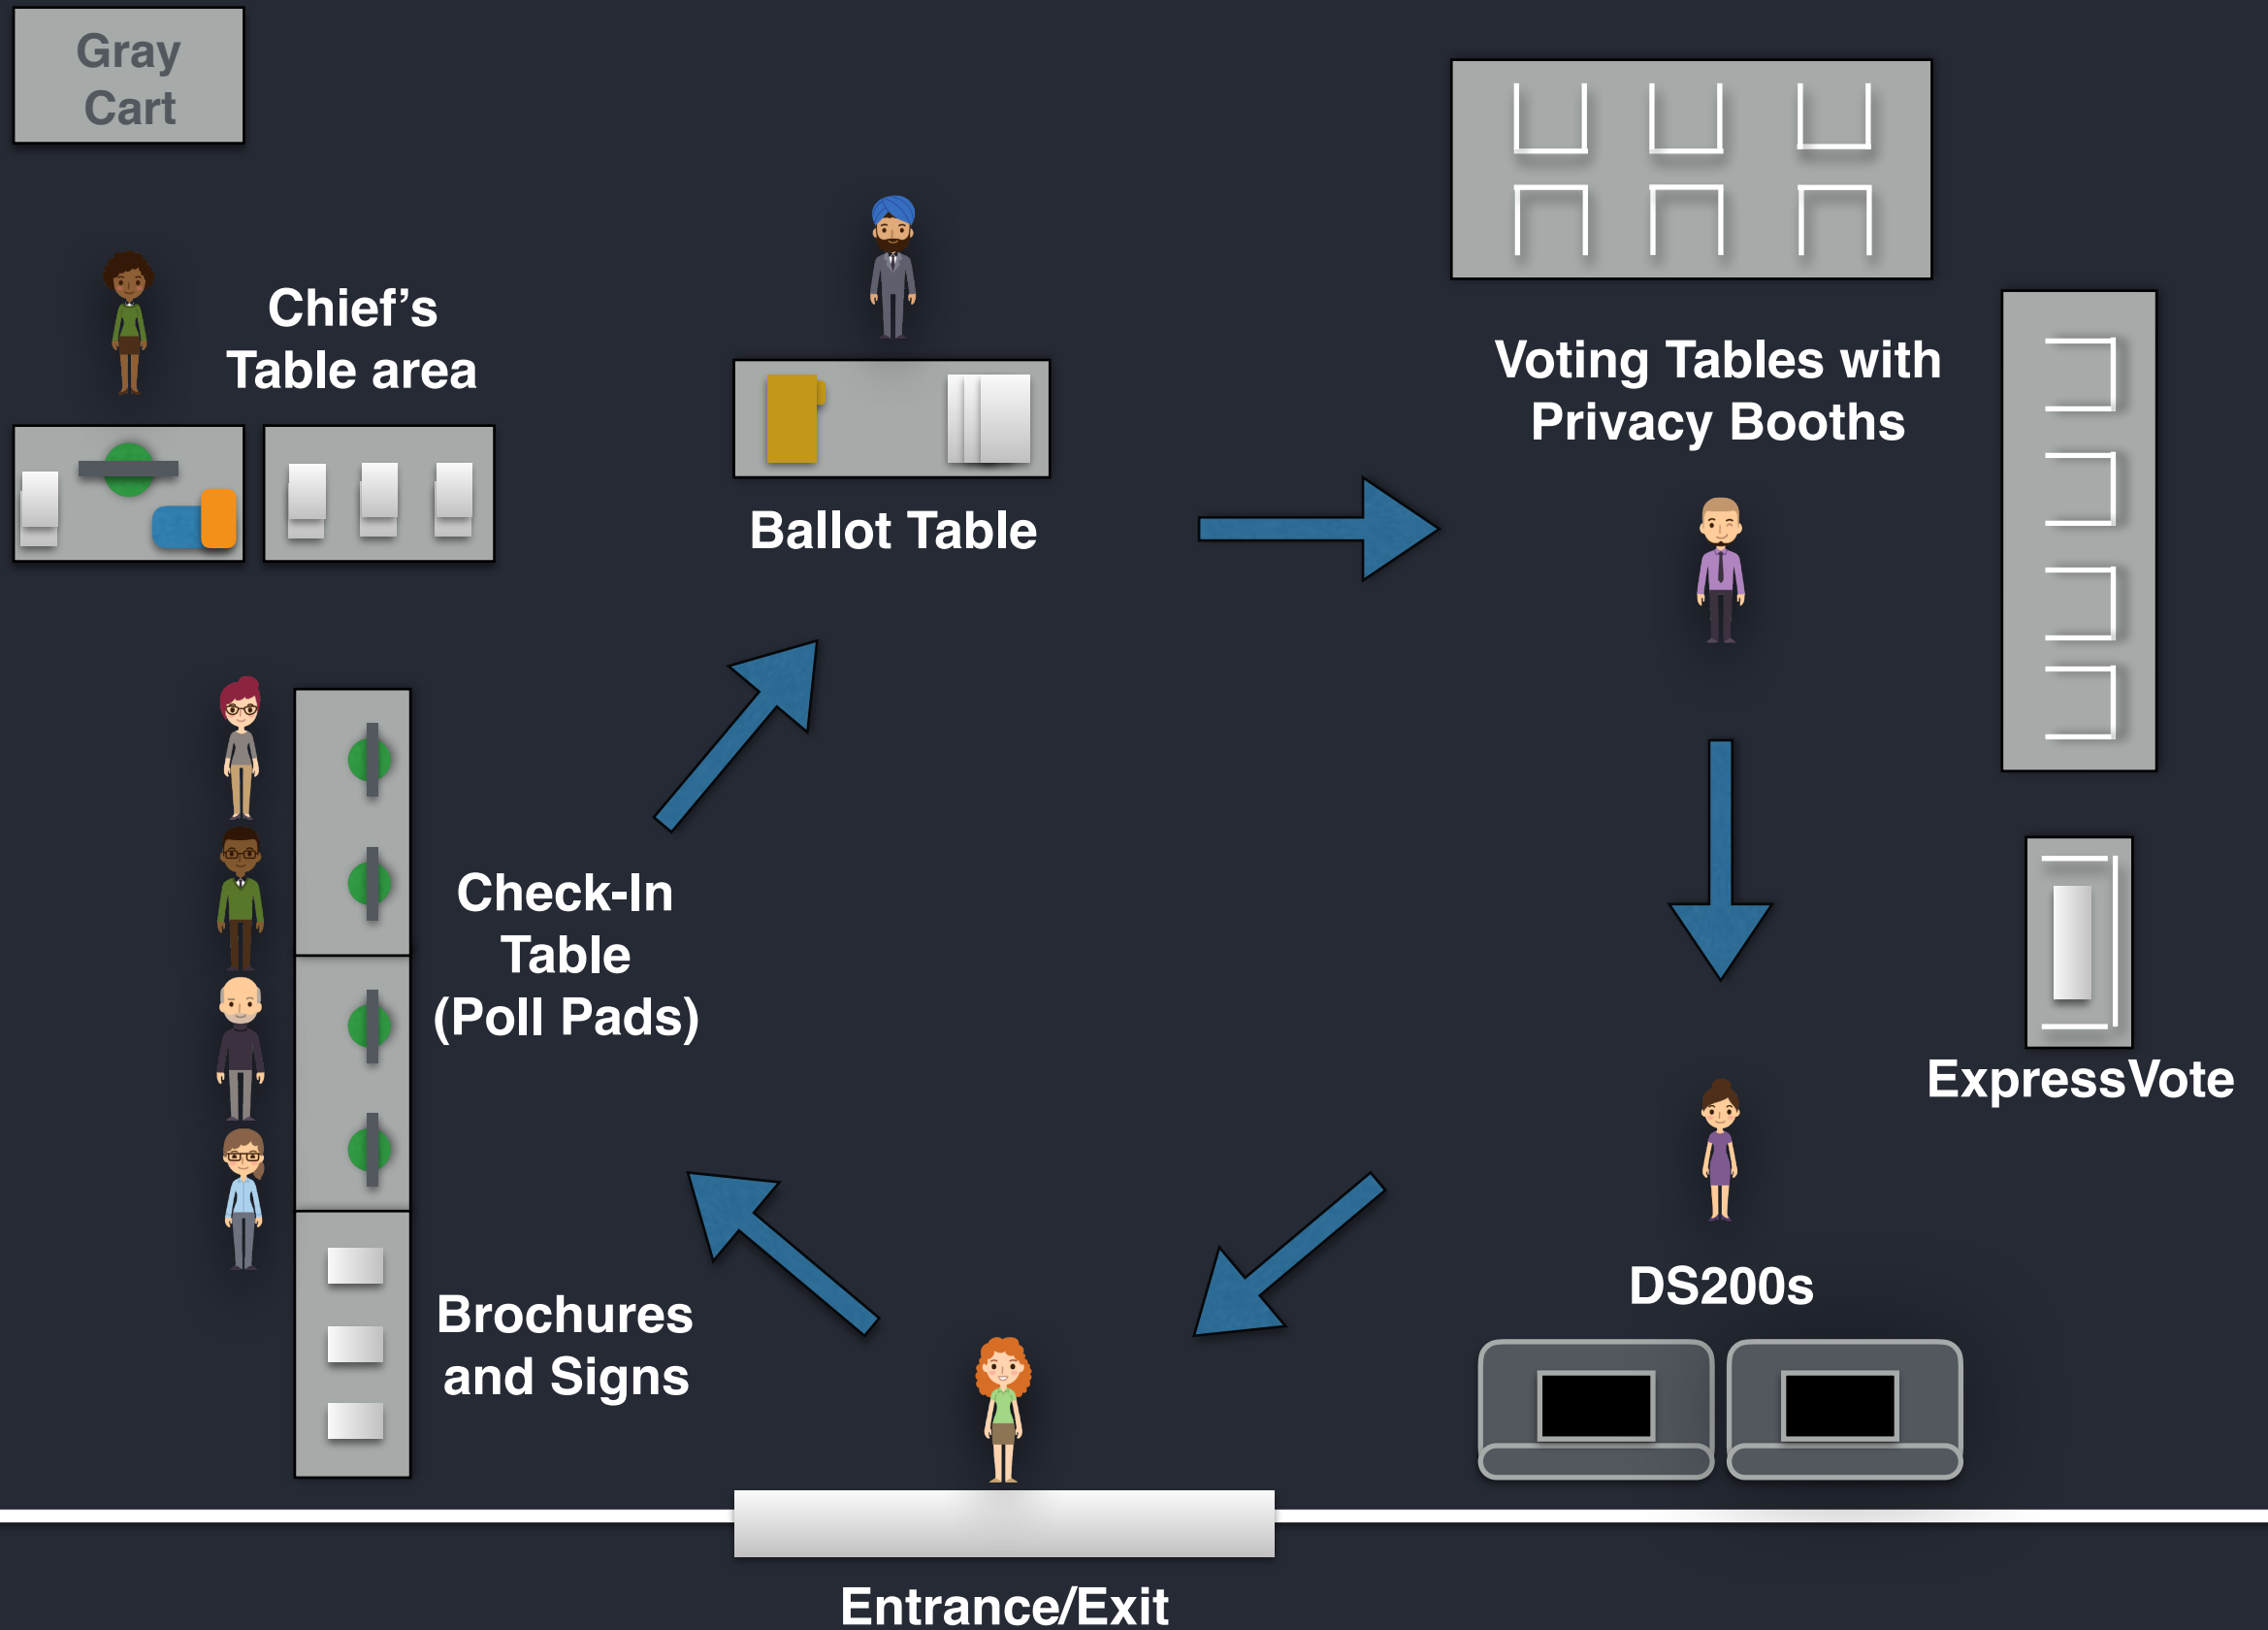 Gray
Cart
Chief's
Table area
Ballot Table
Voting Tables with
Privacy Booths
Check-In
Table
(Poll Pads)
ExpressVote
DS200s
Brochures
and Signs
Entrance/Exit